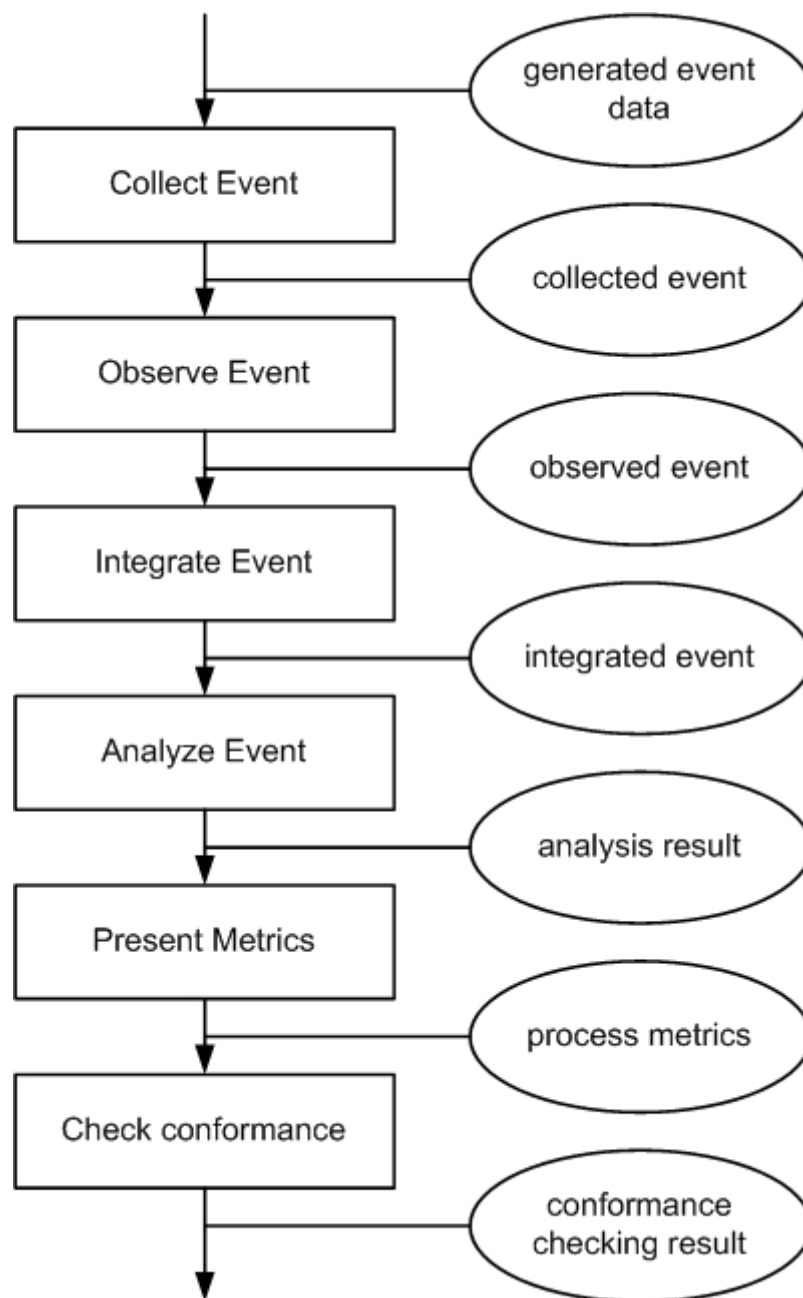 generated event
data
Collect Event
collected event
Observe Event
observed event
Integrate Event
integrated event
Analyze Event
analysis result
Present Metrics
process metrics
Check conformance
conformance
checking result